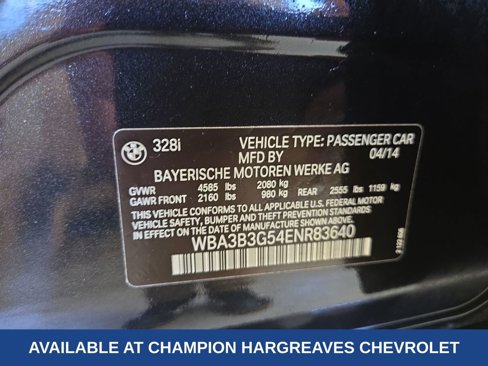 328i VEHICLE TYPE: PASSENGER CAR
MFD BY 04/14
BAYERISCHE MOTOREN WERKE AG
GVWR 4585 lbs 2080 kg
GAWR FRONT 2160 lbs 980 kg REAR 2555 lbs 1159 kg
THIS VEHICLE CONFORMS TO ALL APPLICABLE U.S. FEDERAL MOTOR
VEHICLE SAFETY, BUMPER AND THEFT PREVENTION STANDARDS
IN EFFECT ON THE DATE OF MANUFACTURE SHOWN ABOVE.
WBA3B3G54ENR83640
AVAILABLE AT CHAMPION HARGREAVES CHEVROLET